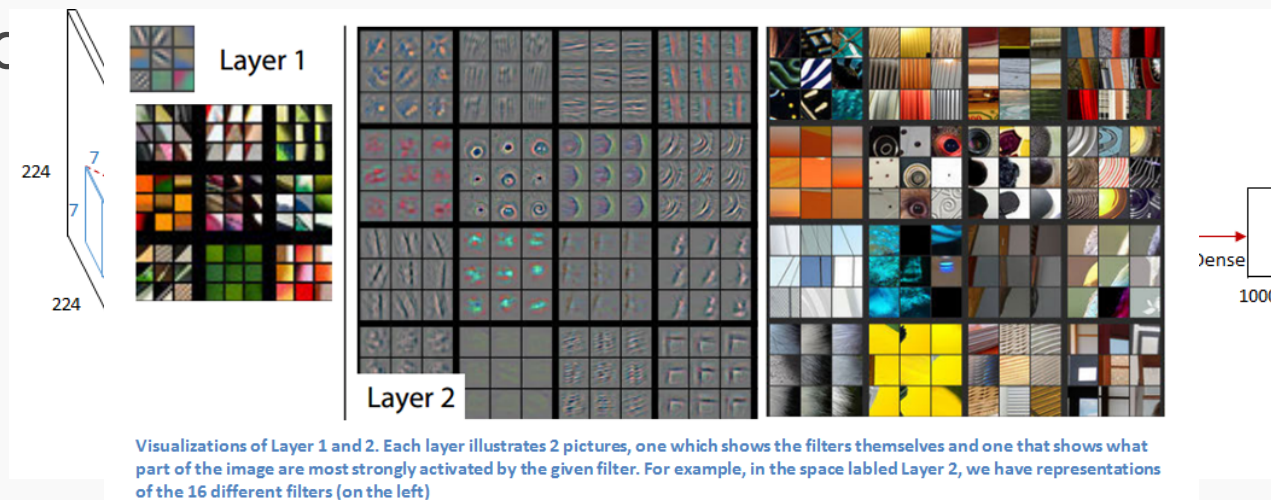 Layer 1
7
224
7
224
Dense
1000
Layer 2
Visualizations of Layer 1 and 2. Each layer illustrates 2 pictures, one which shows the filters themselves and one that shows what
part of the image are most strongly activated by the given filter. For example, in the space labled Layer 2, we have representations
of the 16 different filters (on the left)